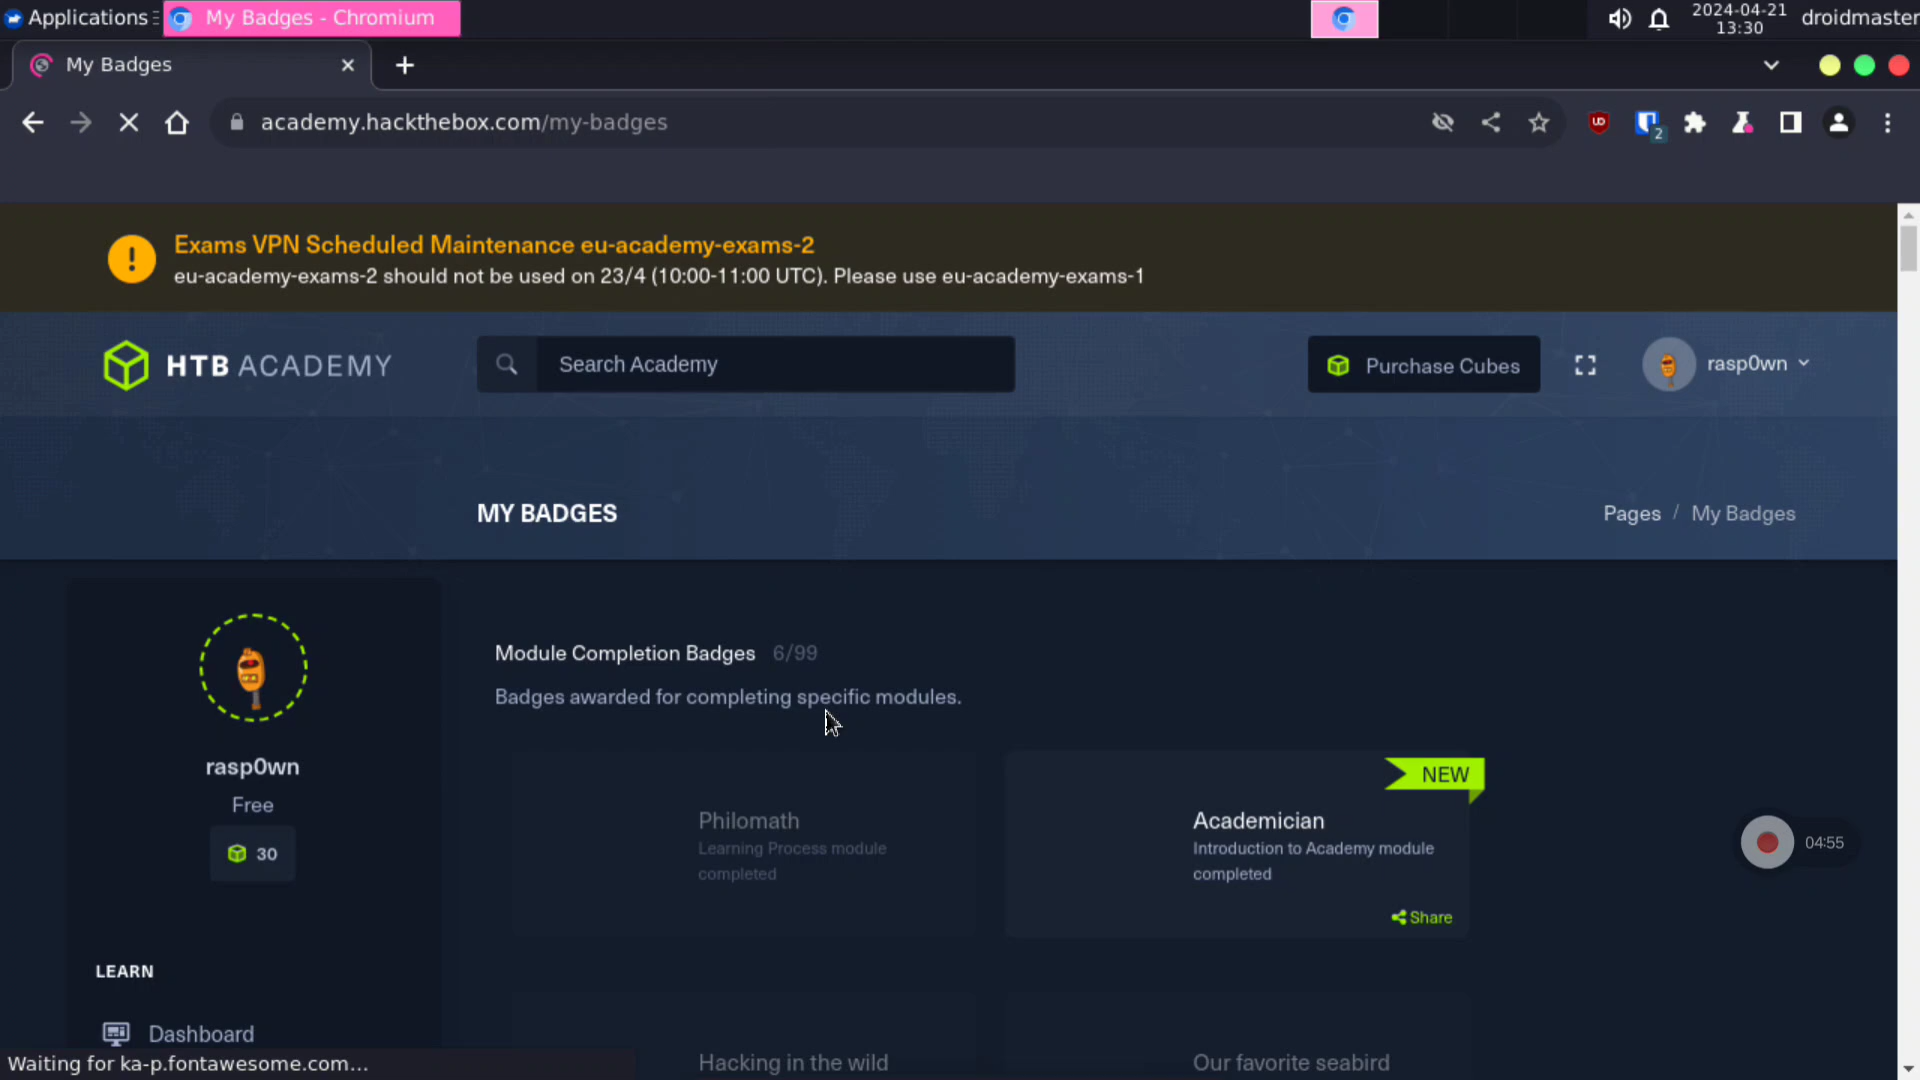 Applications
My Badges - Chromium
2024-04-21
13:30
droidmaster
My Badges
academy.hackthebox.com/my-badges
2
Exams VPN Scheduled Maintenance eu-academy-exams-2
eu-academy-exams-2 should not be used on 23/4 (10:00-11:00 UTC). Please use eu-academy-exams-1
HTB ACADEMY
Search Academy
Purchase Cubes
rasp0wn
MY BADGES
Pages / My Badges
rasp0wn
Free
30
LEARN
Dashboard
Module Completion Badges 6/99
Badges awarded for completing specific modules.
Philomath
Learning Process module
completed
NEW
Academician
Introduction to Academy module
completed
Share
04:55
Hacking in the wild
Our favorite seabird
Waiting for ka-p.fontawesome.com...